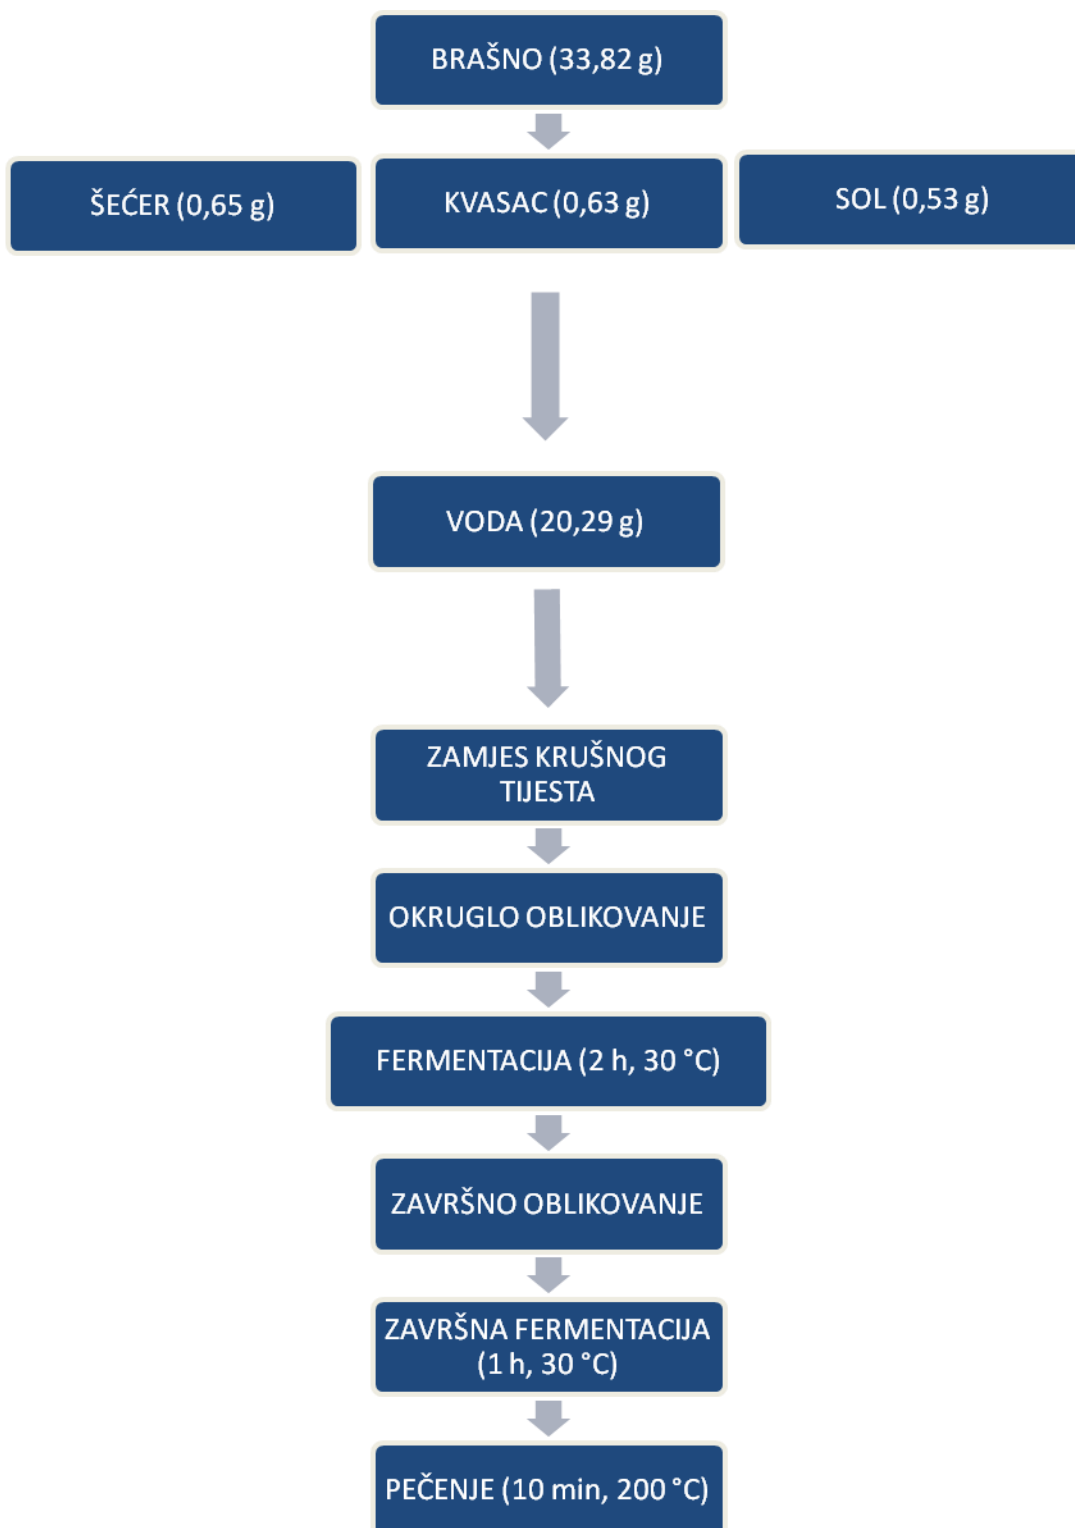 BRAŠNO (33,82 g)
ŠEĆER (0,65 g)
KVASAC (0,63 g)
SOL (0,53 g)
VODA (20,29 g)
ZAMJES KRUŠNOG
TIJESTA
OKRUGLO OBLIKOVANJE
FERMENTACIJA (2 h, 30 °C)
ZAVRŠNO OBLIKOVANJE
ZAVRŠNA FERMENTACIJA
(1 h, 30 °C)
PEČENJE (10 min, 200 °C)